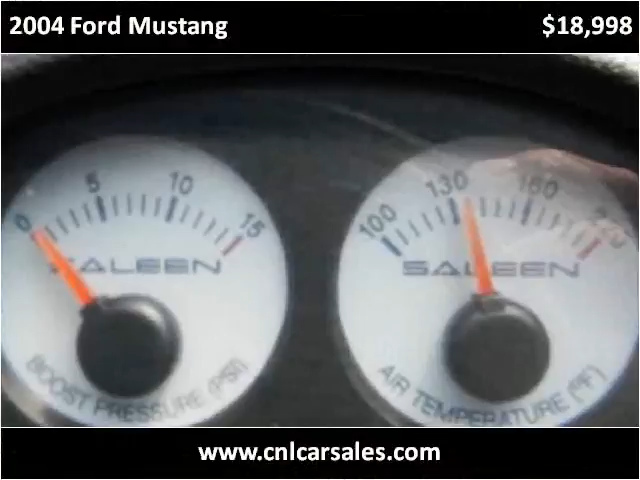 2004 Ford Mustang $18,998
0 5 10 15
SALEEN
BOOST PRESSURE (PSI)
100 130 160
SALEEN
AIR TEMPERATURE (°F)
www.cnlcarsales.com